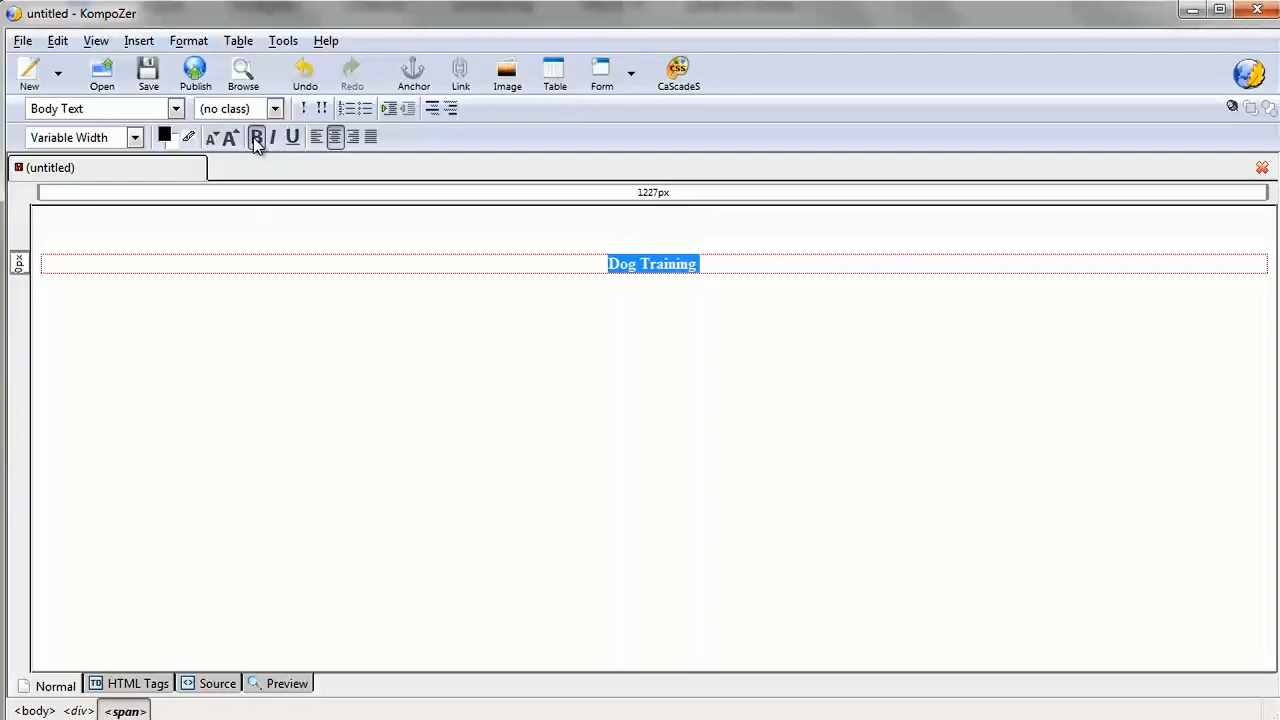 untitled - KompoZer
File Edit View Insert Format Table Tools Help
New Open Save Publish Browse Undo Redo Anchor Link Image Table Form CaScadeS
Body Text (no class)
Variable Width B I U
(untitled)
1227px
0px
Dog Training
Normal HTML Tags Source Preview
<body> <div> <span>